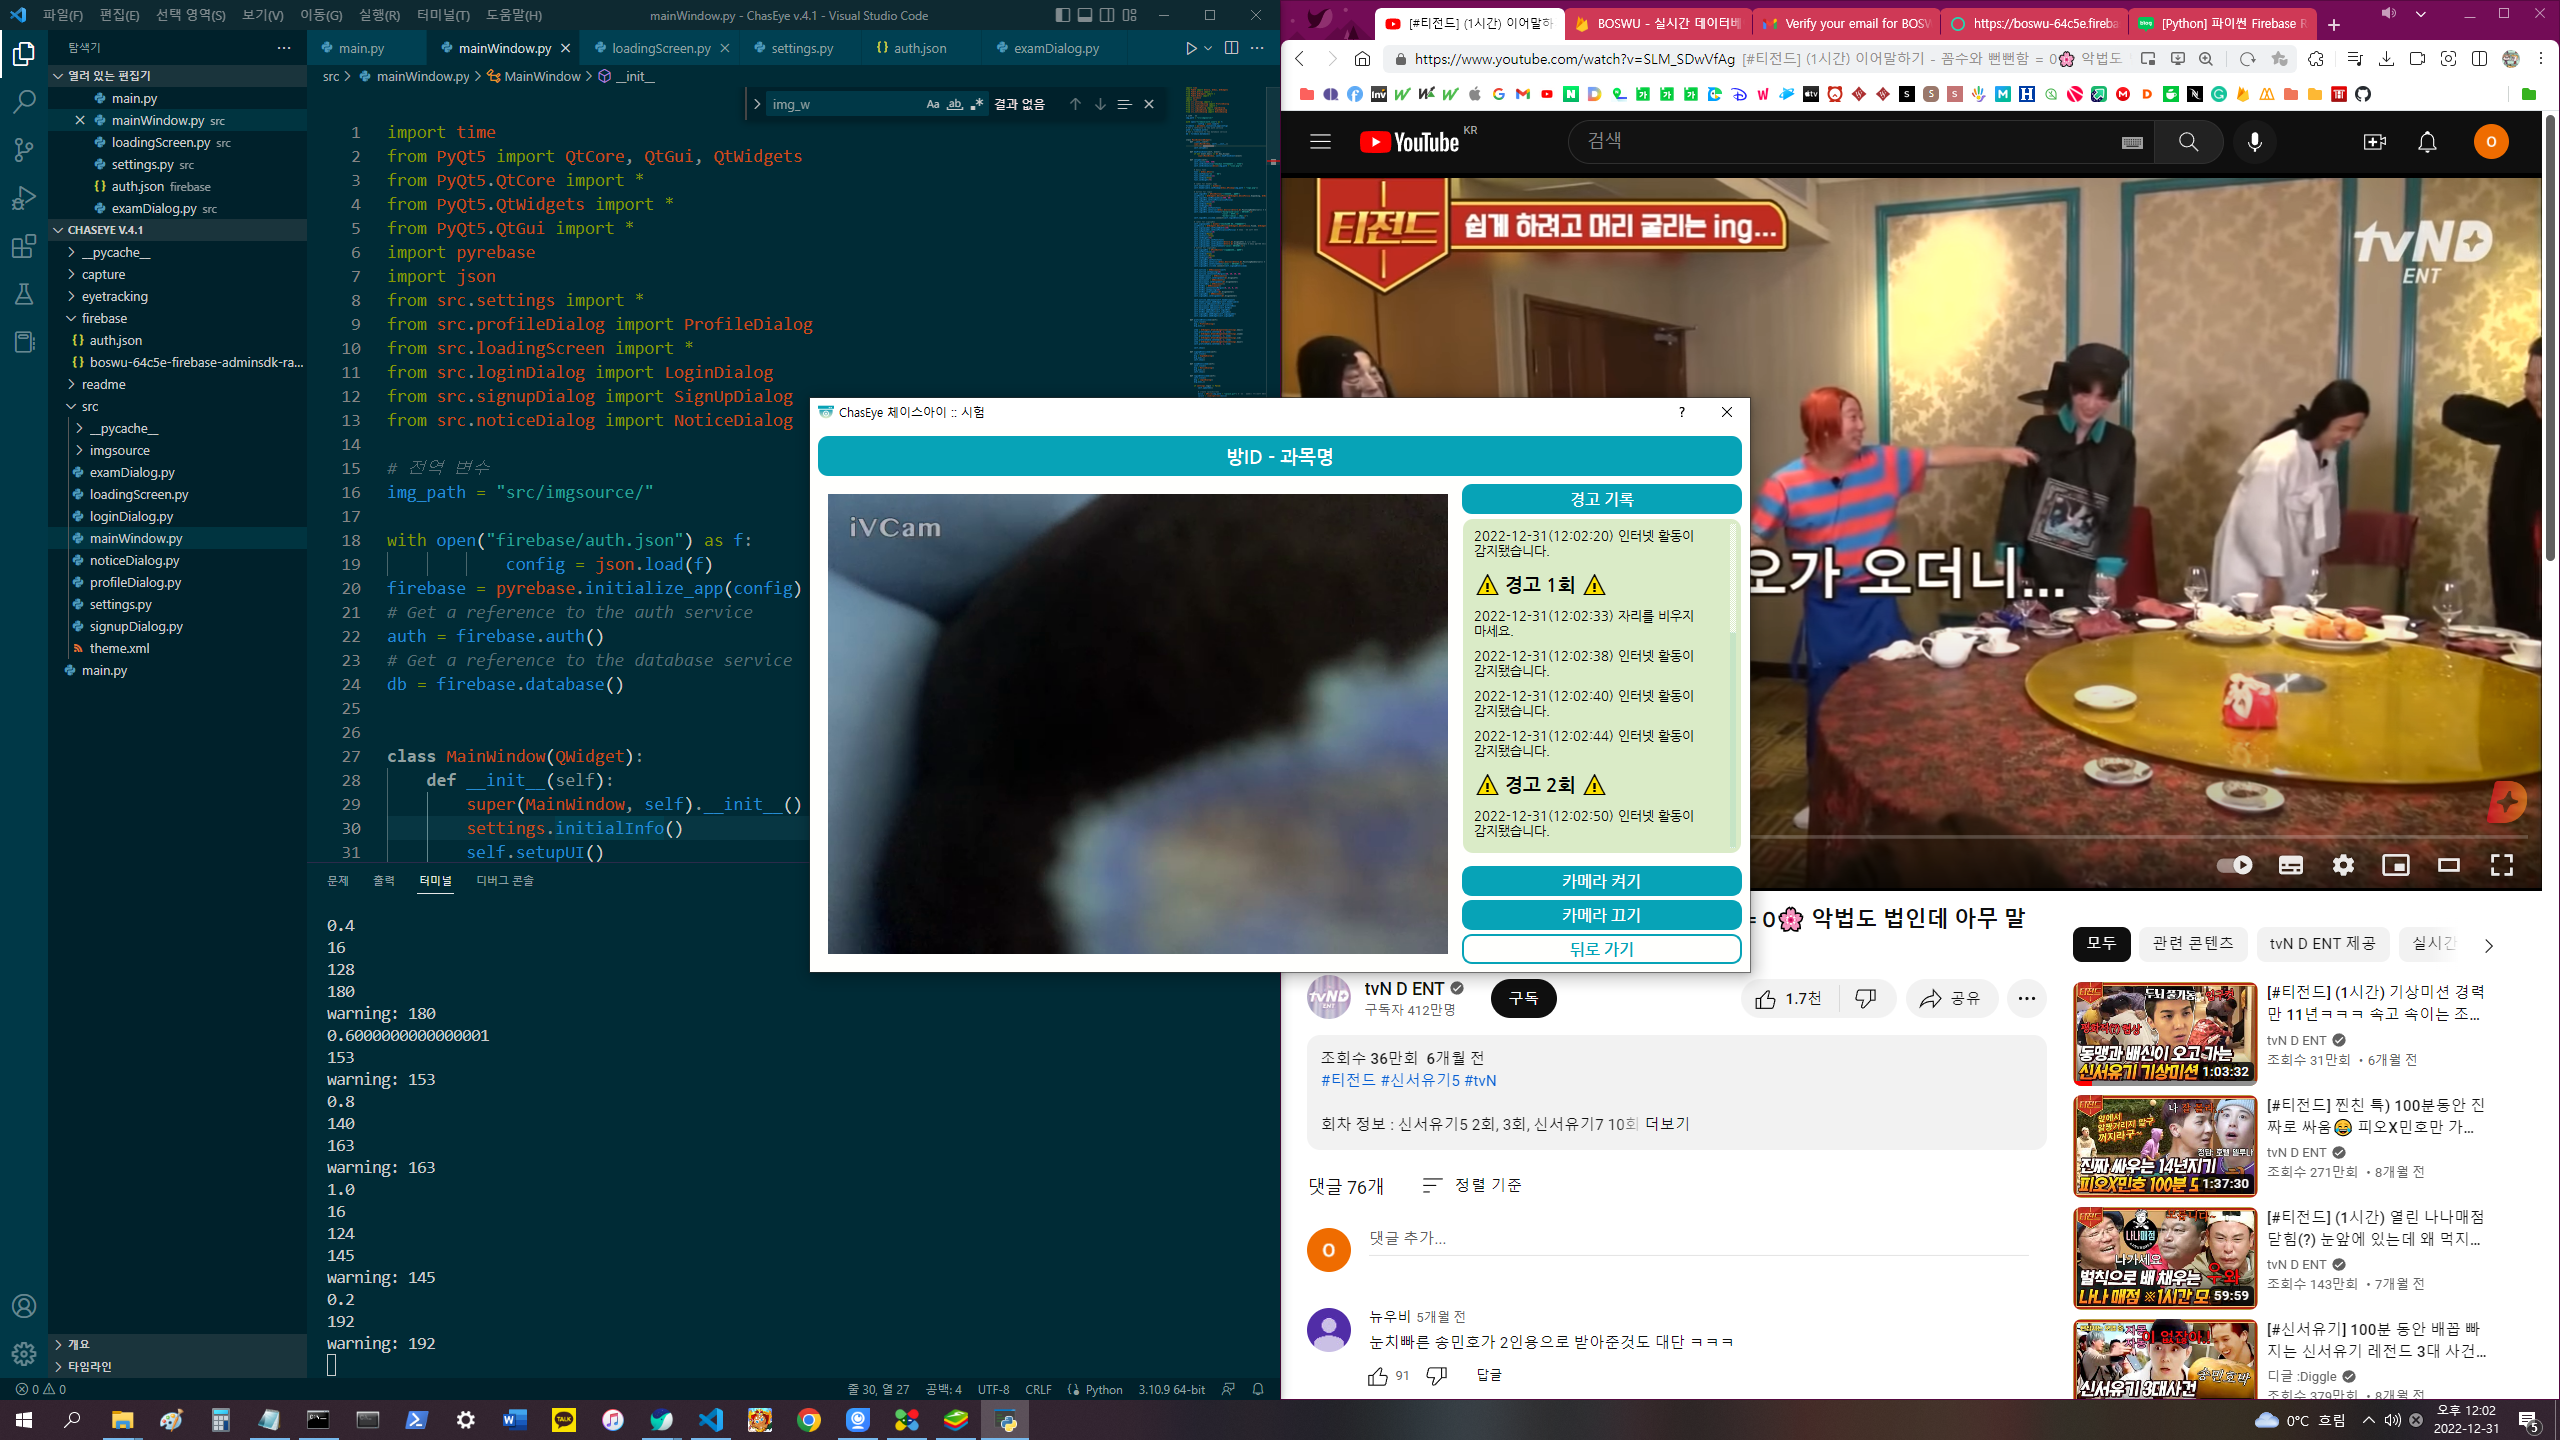 파일(F) 편집(E) 선택 영역(S) 보기(V) 이동(G) 실행(R) 터미널(T) 도움말(H)
mainWindow.py - ChasEye v.4.1 - Visual Studio Code
탐색기
열려 있는 편집기
main.py
mainWindow.py src
loadingScreen.py src
settings.py src
auth.json firebase
examDialog.py src
CHASEYE V.4.1
__pycache__
capture
eyetracking
firebase
auth.json
boswu-64c5e-firebase-adminsdk-ra...
readme
src
__pycache__
imgsource
examDialog.py
loadingScreen.py
loginDialog.py
mainWindow.py
noticeDialog.py
profileDialog.py
settings.py
signupDialog.py
theme.xml
main.py
개요
타임라인
main.py mainWindow.py loadingScreen.py settings.py auth.json examDialog.py
src > mainWindow.py > MainWindow > __init__
img_w Aa ab 결과 없음
1 import time
2 from PyQt5 import QtCore, QtGui, QtWidgets
3 from PyQt5.QtCore import *
4 from PyQt5.QtWidgets import *
5 from PyQt5.QtGui import *
6 import pyrebase
7 import json
8 from src.settings import *
9 from src.profileDialog import ProfileDialog
10 from src.loadingScreen import *
11 from src.loginDialog import LoginDialog
12 from src.signupDialog import SignUpDialog
13 from src.noticeDialog import NoticeDialog
14
15 # 전역 변수
16 img_path = "src/imgsource/"
17
18 with open("firebase/auth.json") as f:
19 config = json.load(f)
20 firebase = pyrebase.initialize_app(config)
21 # Get a reference to the auth service
22 auth = firebase.auth()
23 # Get a reference to the database service
24 db = firebase.database()
25
26
27 class MainWindow(QWidget):
28 def __init__(self):
29 super(MainWindow, self).__init__()
30 settings.initialInfo()
31 self.setupUI()
문제 출력 터미널 디버그 콘솔
0.4
16
128
180
warning: 180
0.6000000000000001
153
warning: 153
0.8
140
163
warning: 163
1.0
16
124
145
warning: 145
0.2
192
warning: 192
0 0
줄 30, 열 27 공백: 4 UTF-8 CRLF Python 3.10.9 64-bit
ChasEye 체이스아이 :: 시험
방ID - 과목명
iVCam
경고 기록
2022-12-31(12:02:20) 인터넷 활동이
감지됐습니다.
경고 1회
2022-12-31(12:02:33) 자리를 비우지
마세요.
2022-12-31(12:02:38) 인터넷 활동이
감지됐습니다.
2022-12-31(12:02:40) 인터넷 활동이
감지됐습니다.
2022-12-31(12:02:44) 인터넷 활동이
감지됐습니다.
경고 2회
2022-12-31(12:02:50) 인터넷 활동이
감지됐습니다.
카메라 켜기
카메라 끄기
뒤로 가기
[#티전드] (1시간) 이어말하
BOSWU - 실시간 데이터베
Verify your email for BOSW
https://boswu-64c5e.fireba
[Python] 파이썬 Firebase R
https://www.youtube.com/watch?v=SLM_SDwVfAg [#티전드] (1시간) 이어말하기 - 꼼수와 뻔뻔함 = 0🌸 악법도
YouTube KR
검색
티전드 쉽게 하려고 머리 굴리는 ing...
tvND
ENT
오가 오더니...
= 0🌸 악법도 법인데 아무 말
tvN D ENT
구독자 412만명
구독
1.7천
공유
조회수 36만회 6개월 전
#티전드 #신서유기5 #tvN
회차 정보 : 신서유기5 2회, 3회, 신서유기7 10회 더보기
댓글 76개 정렬 기준
댓글 추가...
뉴우비 5개월 전
눈치빠른 송민호가 2인용으로 받아준것도 대단 ㅋㅋㅋ
91 답글
모두 관련 콘텐츠 tvN D ENT 제공 실시간
신서유기 기상미션 1:03:32
[#티전드] (1시간) 기상미션 경력
만 11년ㅋㅋㅋ 속고 속이는 조...
tvN D ENT
조회수 31만회 • 6개월 전
진짜 싸우는 14년지기
1:37:30
[#티전드] 찐친 특) 100분동안 진
짜로 싸움😂 피오X민호만 가...
tvN D ENT
조회수 271만회 • 8개월 전
벌칙으로 배 채우는
59:59
[#티전드] (1시간) 열린 나나매점
닫힘(?) 눈앞에 있는데 왜 먹지...
tvN D ENT
조회수 143만회 • 7개월 전
신서유기 3대사건
[#신서유기] 100분 동안 배꼽 빠
지는 신서유기 레전드 3대 사건...
디글 :Diggle
조회수 379만회 • 8개월 전
0°C 흐림
오후 12:02
2022-12-31
5